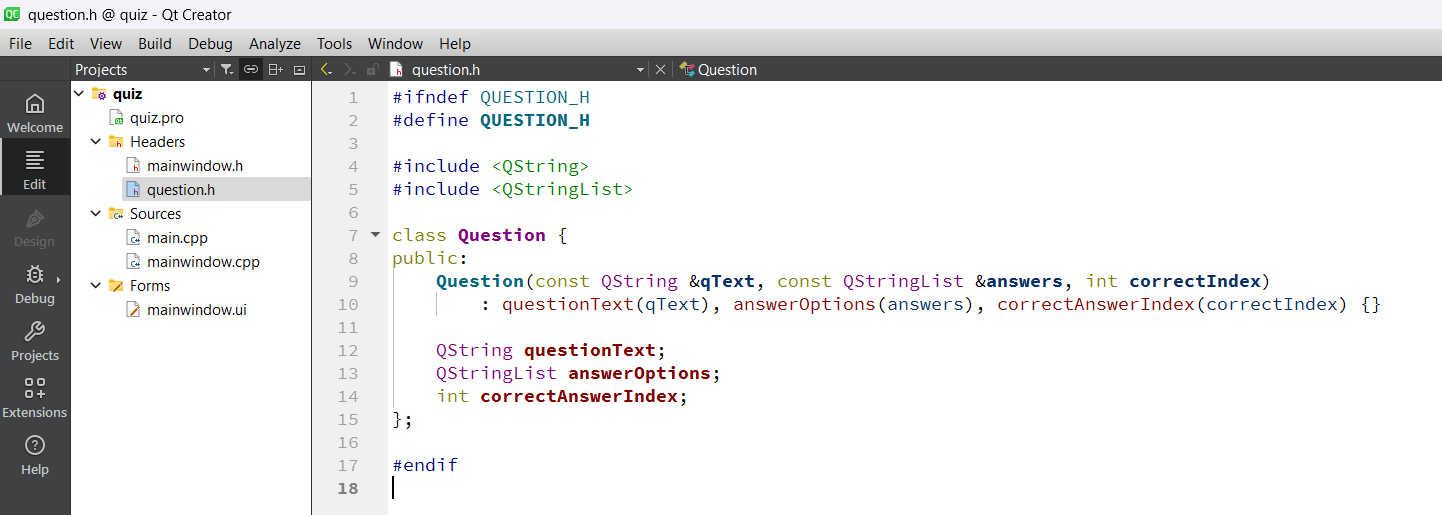 question.h @ quiz - Qt Creator
File Edit View Build Debug Analyze Tools Window Help
Projects
question.h
Question
Welcome
Edit
Design
Debug
Projects
Extensions
Help
quiz
quiz.pro
Headers
mainwindow.h
question.h
Sources
main.cpp
mainwindow.cpp
Forms
mainwindow.ui
1 #ifndef QUESTION_H
2 #define QUESTION_H
3
4 #include <QString>
5 #include <QStringList>
6
7 class Question {
8 public:
9     Question(const QString &qText, const QStringList &answers, int correctIndex)
10         : questionText(qText), answerOptions(answers), correctAnswerIndex(correctIndex) {}
11
12     QString questionText;
13     QStringList answerOptions;
14     int correctAnswerIndex;
15 };
16
17 #endif
18